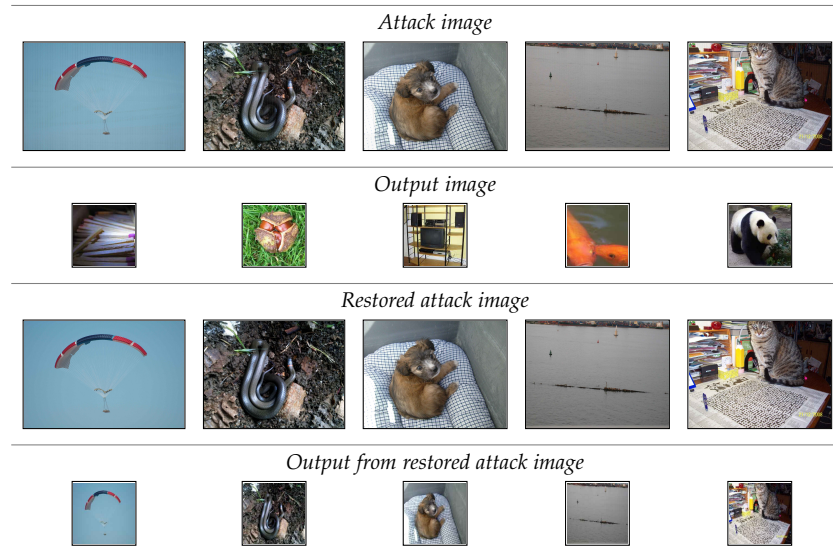 Attack image
Output image
Restored attack image
Output from restored attack image